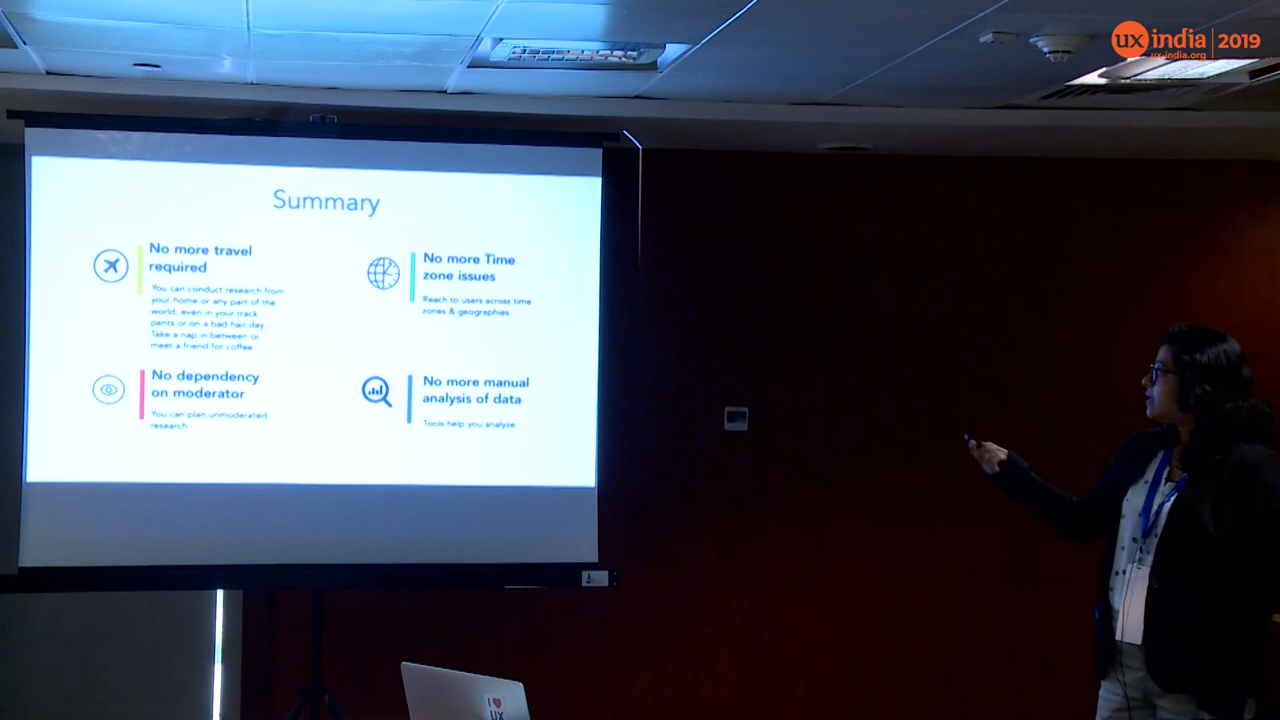 ux india 2019
ux-india.org
Summary
No more travel
required
You can conduct research from
your home or any part of the
world, even in your track
pants or on a bad hair day.
Take a nap in between or
meet a friend for coffee.
No more Time
zone issues
Reach to users across time
zones & geographies.
No dependency
on moderator
You can plan unmoderated
research.
No more manual
analysis of data
Tools help you analyze
I ♥
UX